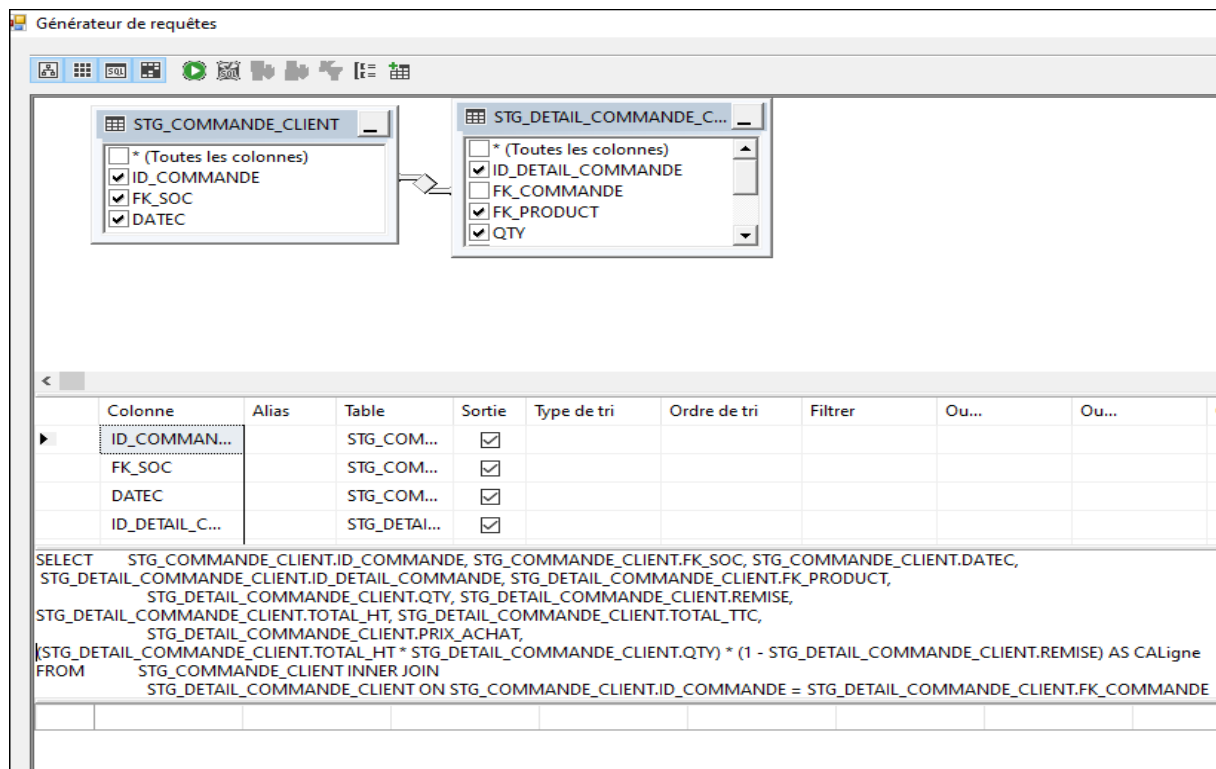 Générateur de requêtes
SQL
STG_COMMANDE_CLIENT
* (Toutes les colonnes)
ID_COMMANDE
FK_SOC
DATEC
STG_DETAIL_COMMANDE_C...
* (Toutes les colonnes)
ID_DETAIL_COMMANDE
FK_COMMANDE
FK_PRODUCT
QTY
Colonne Alias Table Sortie Type de tri Ordre de tri Filtrer Ou... Ou...
ID_COMMAN... STG_COM...
FK_SOC STG_COM...
DATEC STG_COM...
ID_DETAIL_C... STG_DETAI...
SELECT STG_COMMANDE_CLIENT.ID_COMMANDE, STG_COMMANDE_CLIENT.FK_SOC, STG_COMMANDE_CLIENT.DATEC,
STG_DETAIL_COMMANDE_CLIENT.ID_DETAIL_COMMANDE, STG_DETAIL_COMMANDE_CLIENT.FK_PRODUCT,
STG_DETAIL_COMMANDE_CLIENT.QTY, STG_DETAIL_COMMANDE_CLIENT.REMISE,
STG_DETAIL_COMMANDE_CLIENT.TOTAL_HT, STG_DETAIL_COMMANDE_CLIENT.TOTAL_TTC,
STG_DETAIL_COMMANDE_CLIENT.PRIX_ACHAT,
(STG_DETAIL_COMMANDE_CLIENT.TOTAL_HT * STG_DETAIL_COMMANDE_CLIENT.QTY) * (1 - STG_DETAIL_COMMANDE_CLIENT.REMISE) AS CALigne
FROM STG_COMMANDE_CLIENT INNER JOIN
STG_DETAIL_COMMANDE_CLIENT ON STG_COMMANDE_CLIENT.ID_COMMANDE = STG_DETAIL_COMMANDE_CLIENT.FK_COMMANDE